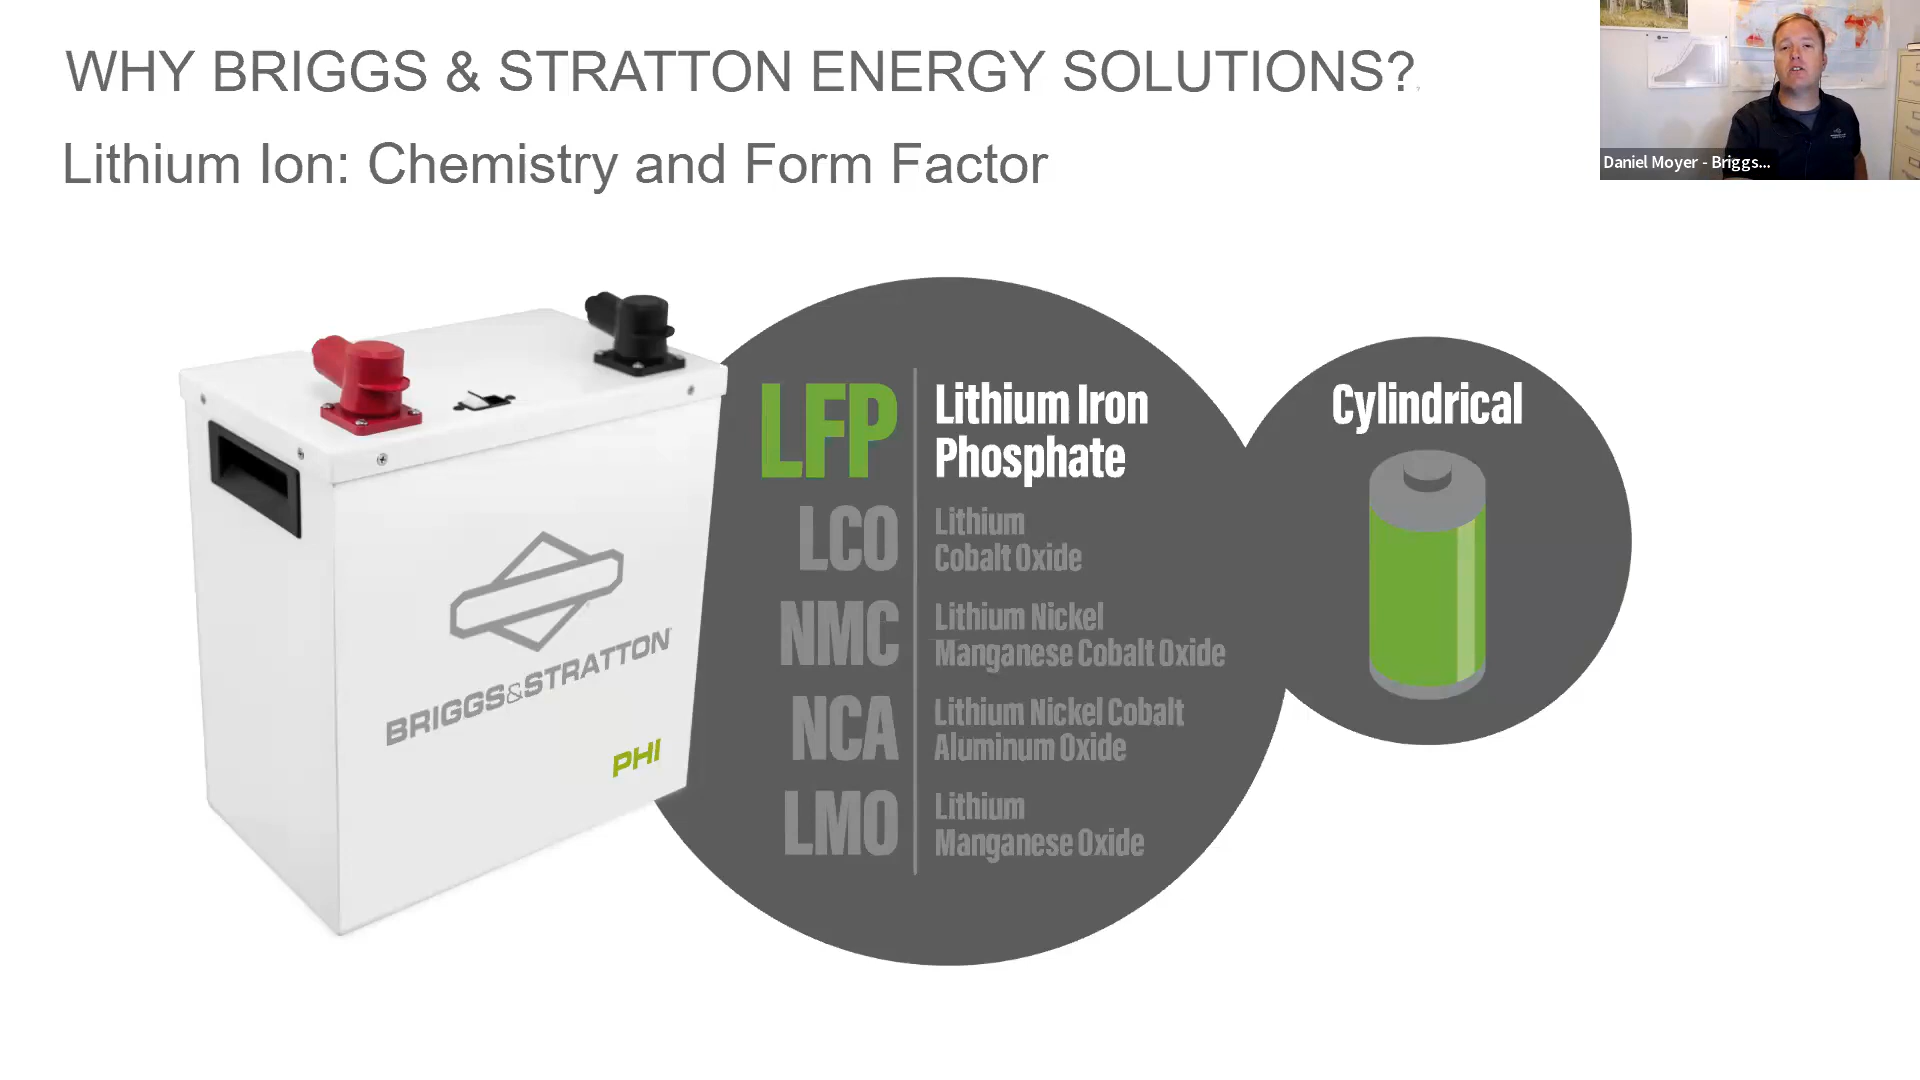 WHY BRIGGS & STRATTON ENERGY SOLUTIONS?
Lithium Ion: Chemistry and Form Factor
Daniel Moyer - Briggs...
BRIGGS&STRATTON
PHI
LFP
Lithium Iron
Phosphate
LCO
Lithium
Cobalt Oxide
NMC
Lithium Nickel
Manganese Cobalt Oxide
NCA
Lithium Nickel Cobalt
Aluminum Oxide
LMO
Lithium
Manganese Oxide
Cylindrical